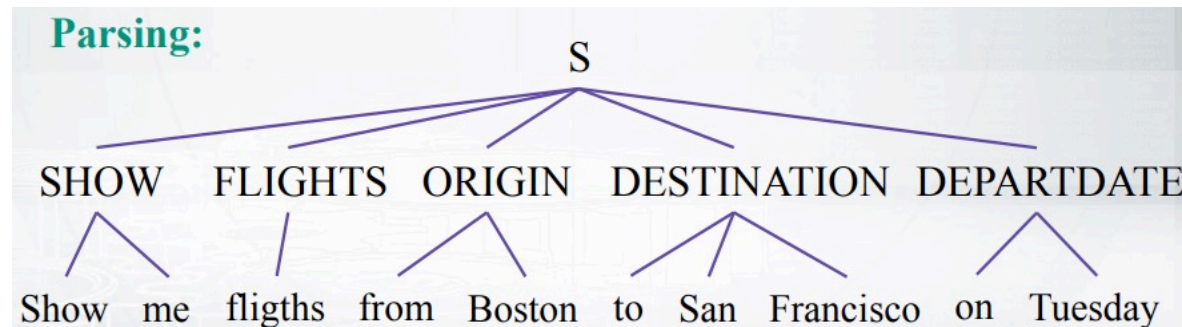 Parsing:
S
SHOW FLIGHTS ORIGIN DESTINATION DEPARTDATE
Show me fligths from Boston to San Francisco on Tuesday